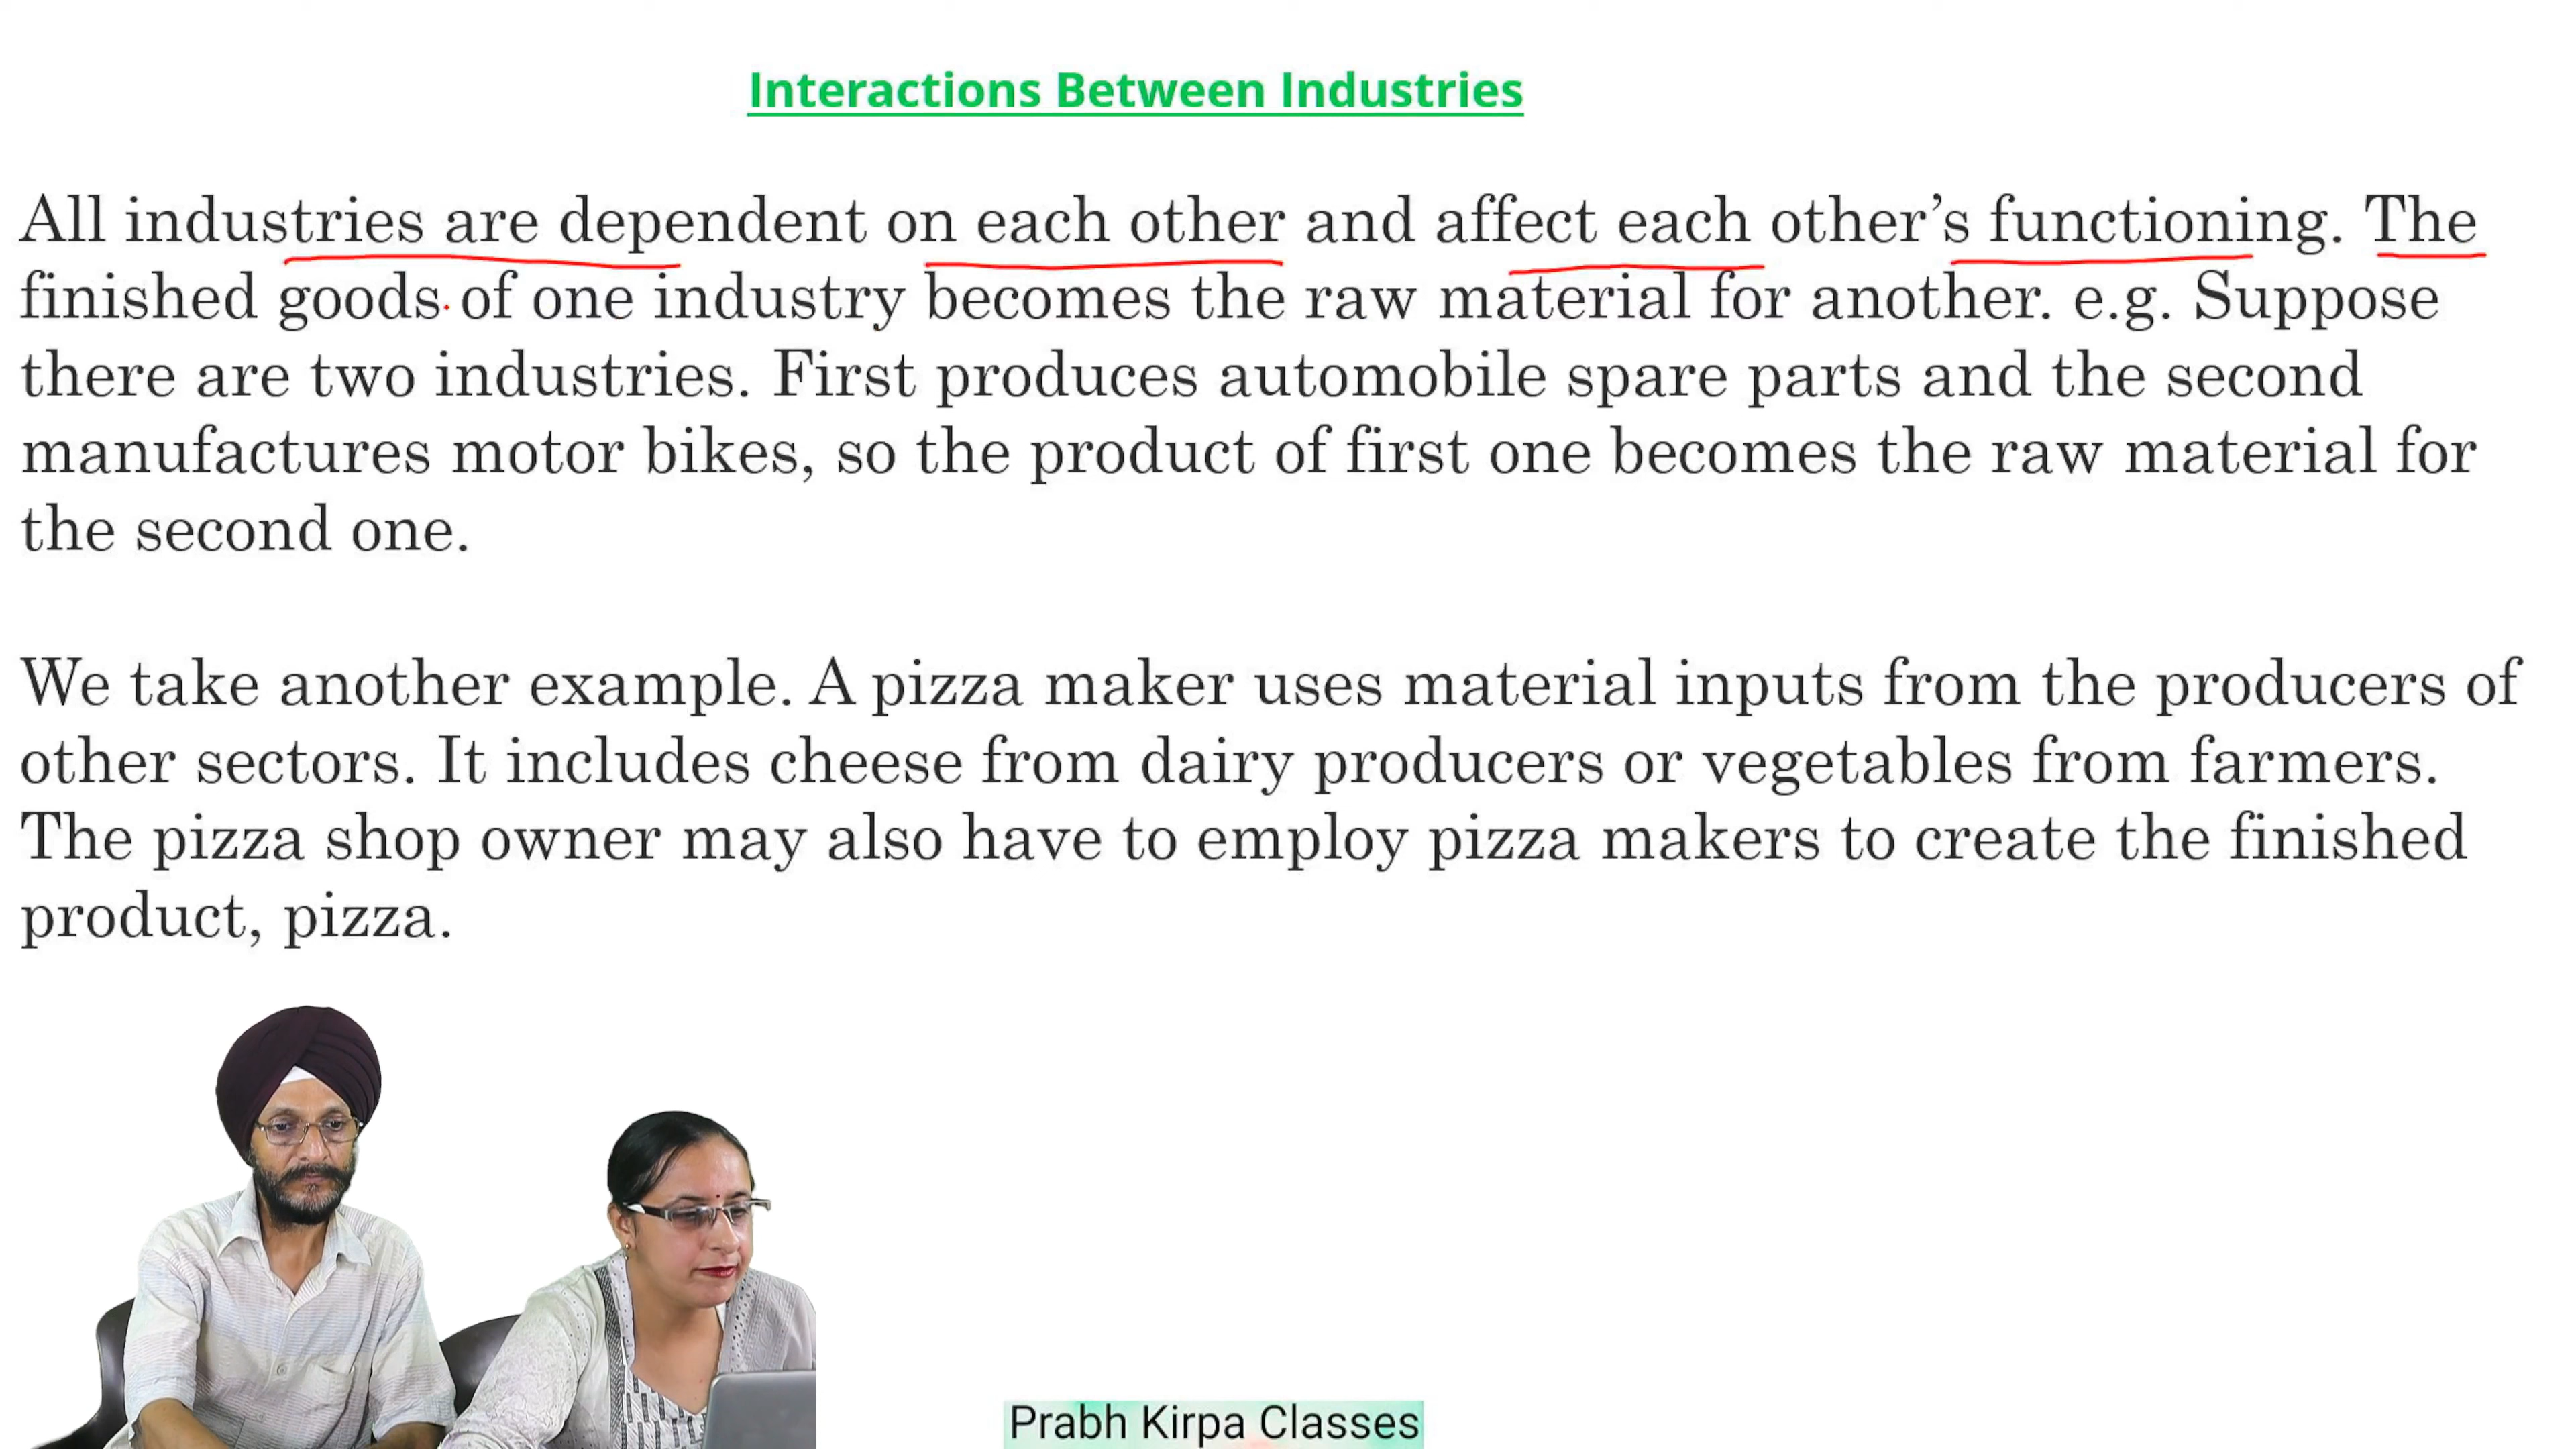 Interactions Between Industries
All industries are dependent on each other and affect each other’s functioning. The
finished goods of one industry becomes the raw material for another. e.g. Suppose
there are two industries. First produces automobile spare parts and the second
manufactures motor bikes, so the product of first one becomes the raw material for
the second one.
We take another example. A pizza maker uses material inputs from the producers of
other sectors. It includes cheese from dairy producers or vegetables from farmers.
The pizza shop owner may also have to employ pizza makers to create the finished
product, pizza.
Prabh Kirpa Classes